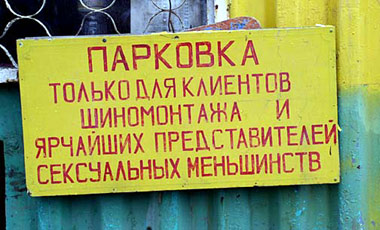 ПАРКОВКА
ТОЛЬКО ДЛЯ КЛИЕНТОВ
ШИНОМОНТАЖА И
ЯРЧАЙШИХ ПРЕДСТАВИТЕЛЕЙ
СЕКСУАЛЬНЫХ МЕНЬШИНСТВ